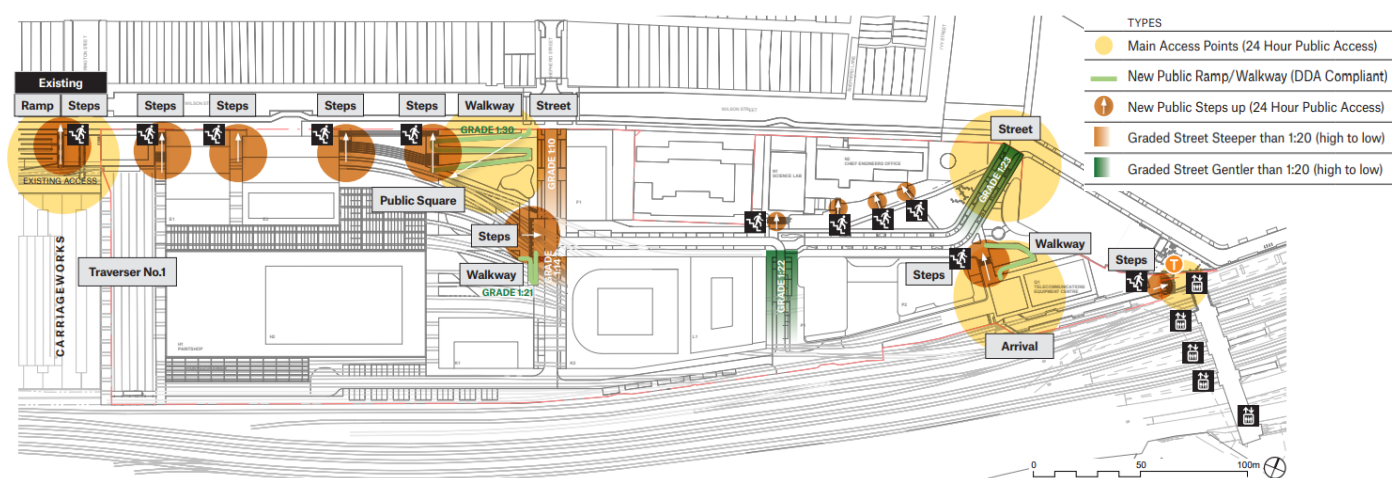 TYPES
Main Access Points (24 Hour Public Access)
New Public Ramp/Walkway (DDA Compliant)
New Public Steps up (24 Hour Public Access)
Graded Street Steeper than 1:20 (high to low)
Graded Street Gentler than 1:20 (high to low)
WILSON STREET
Existing
Ramp Steps Steps Steps Steps Steps Walkway Street
Street
GRADE 1:30
GRADE 1:10
EXISTING ACCESS
CHIEF ENGINEERS OFFICE
SCIENCE LAB
GRADE 1:23
Public Square
Steps
Walkway
GRADE 1:21
GRADE 1:14
GRADE 1:22
Walkway
Steps
Steps
T
TELECOMMUNICATIONS
EQUIPMENT CENTRE
Traverser No.1
CARRIAGEWORKS
PAINTSHOP
Arrival
0 50 100m